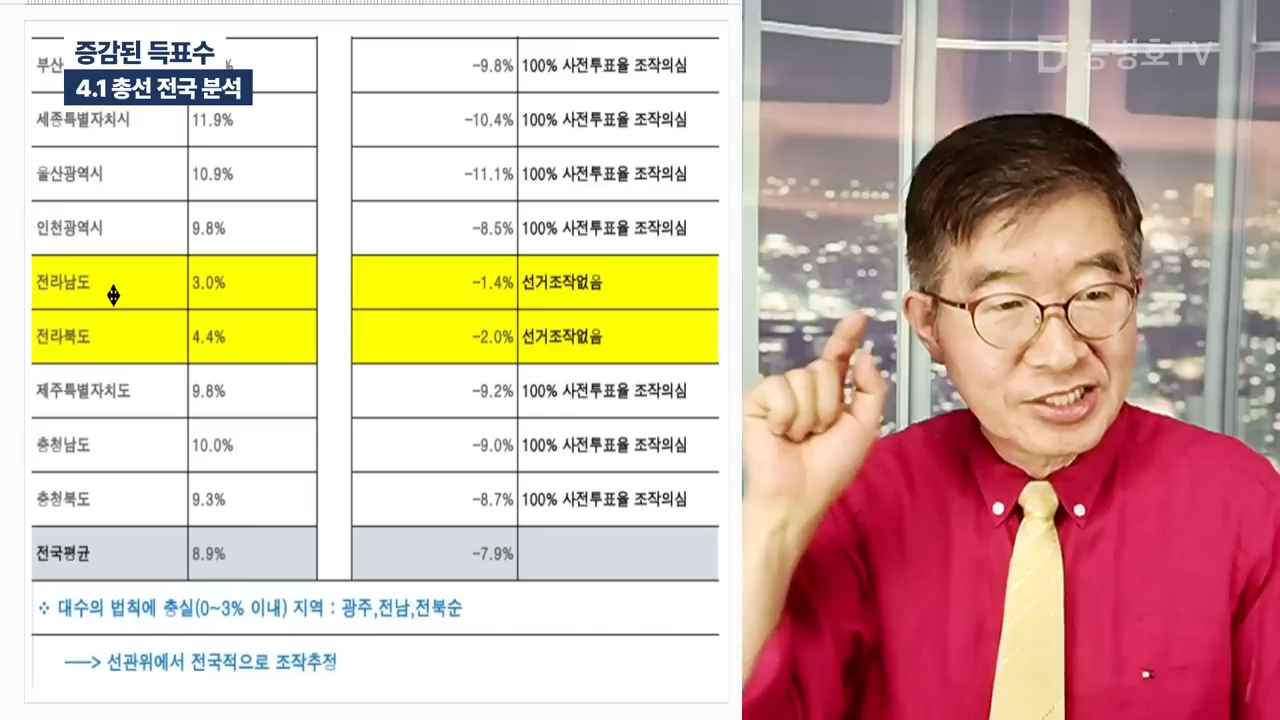 증감된 득표수
4.1 총선 전국 분석
공병호TV
부산 % -9.8% 100% 사전투표율 조작의심
세종특별자치시 11.9% -10.4% 100% 사전투표율 조작의심
울산광역시 10.9% -11.1% 100% 사전투표율 조작의심
인천광역시 9.8% -8.5% 100% 사전투표율 조작의심
전라남도 3.0% -1.4% 선거조작없음
전라북도 4.4% -2.0% 선거조작없음
제주특별자치도 9.8% -9.2% 100% 사전투표율 조작의심
충청남도 10.0% -9.0% 100% 사전투표율 조작의심
충청북도 9.3% -8.7% 100% 사전투표율 조작의심
전국평균 8.9% -7.9%
대수의 법칙에 충실(0~3% 이내) 지역 : 광주,전남,전북순
---> 선관위에서 전국적으로 조작추정